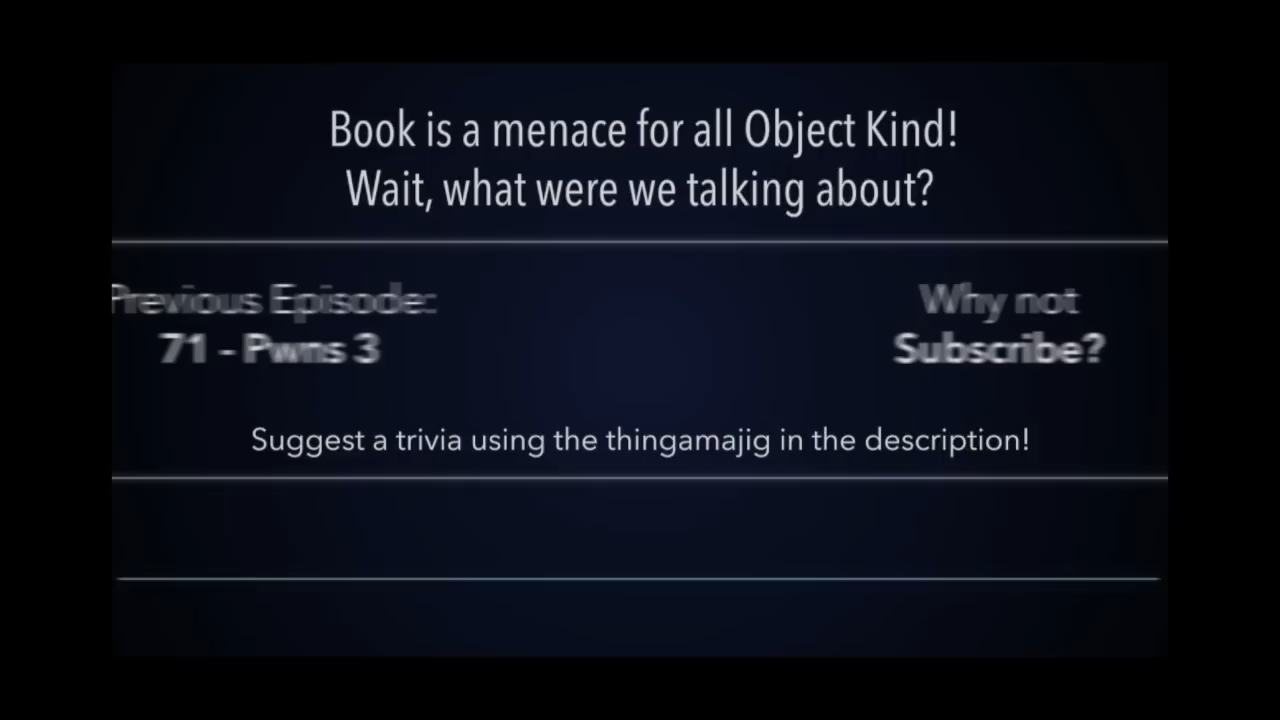 Book is a menace for all Object Kind!
Wait, what were we talking about?
Previous Episode:
71 - Pwns 3
Why not
Subscribe?
Suggest a trivia using the thingamajig in the description!